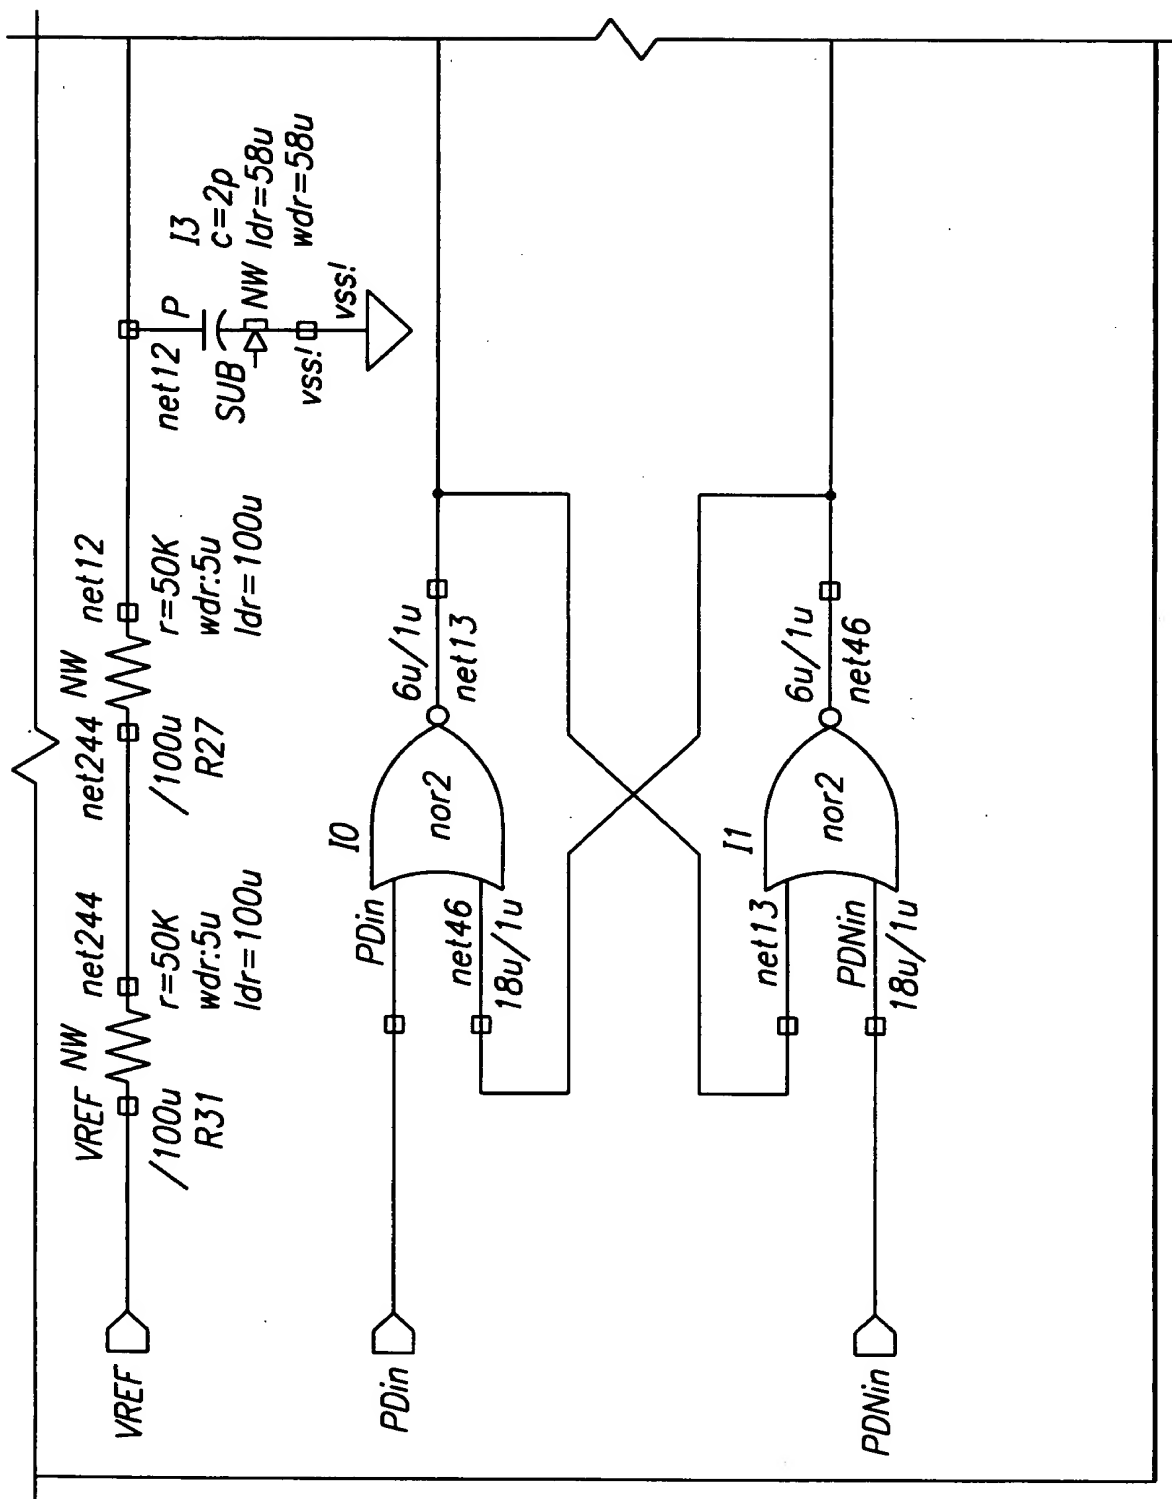 VREF
VREF NW net244
/100u r=50K
R31 wdr:5u
ldr=100u
net244 NW net12
/100u r=50K
R27 wdr:5u
ldr=100u
net12 P I3
c=2p
SUB NW ldr=58u
wdr=58u
vss! vss!
PDin
PDin
I0
nor2
6u/1u
net13
net46
18u/1u
I1
net13
nor2
6u/1u
net46
PDNin
PDNin
18u/1u